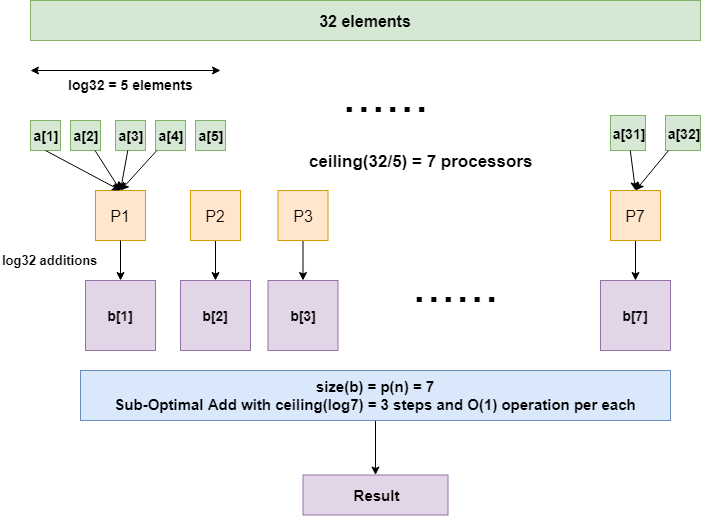 32 elements
log32 = 5 elements
......
a[1] a[2] a[3] a[4] a[5] a[31] a[32]
ceiling(32/5) = 7 processors
P1 P2 P3 P7
log32 additions
b[1] b[2] b[3] ...... b[7]
size(b) = p(n) = 7
Sub-Optimal Add with ceiling(log7) = 3 steps and O(1) operation per each
Result